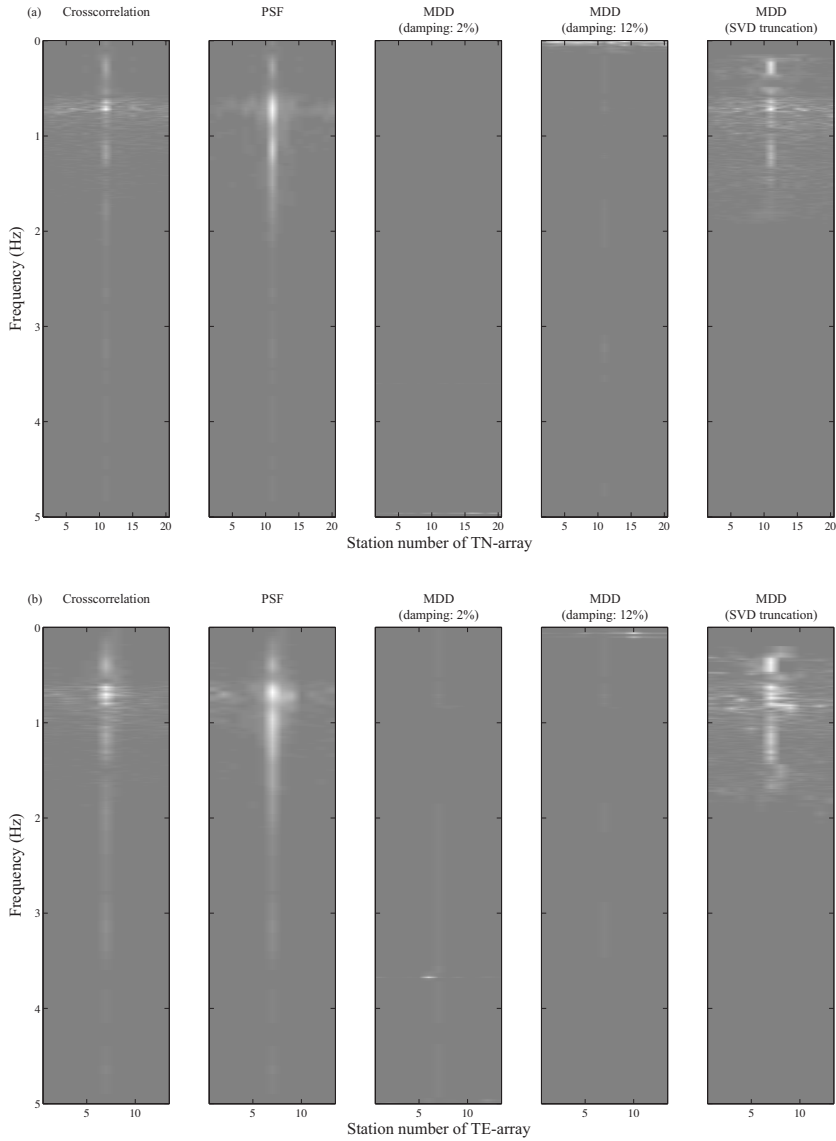 (a) Crosscorrelation PSF MDD (damping: 2%) MDD (damping: 12%) MDD (SVD truncation)
0
1
2
3
4
5
Frequency (Hz)
5 10 15 20 5 10 15 20 5 10 15 20 5 10 15 20 5 10 15 20
Station number of TN-array
(b) Crosscorrelation PSF MDD (damping: 2%) MDD (damping: 12%) MDD (SVD truncation)
0
1
2
3
4
5
Frequency (Hz)
5 10 5 10 5 10 5 10 5 10
Station number of TE-array